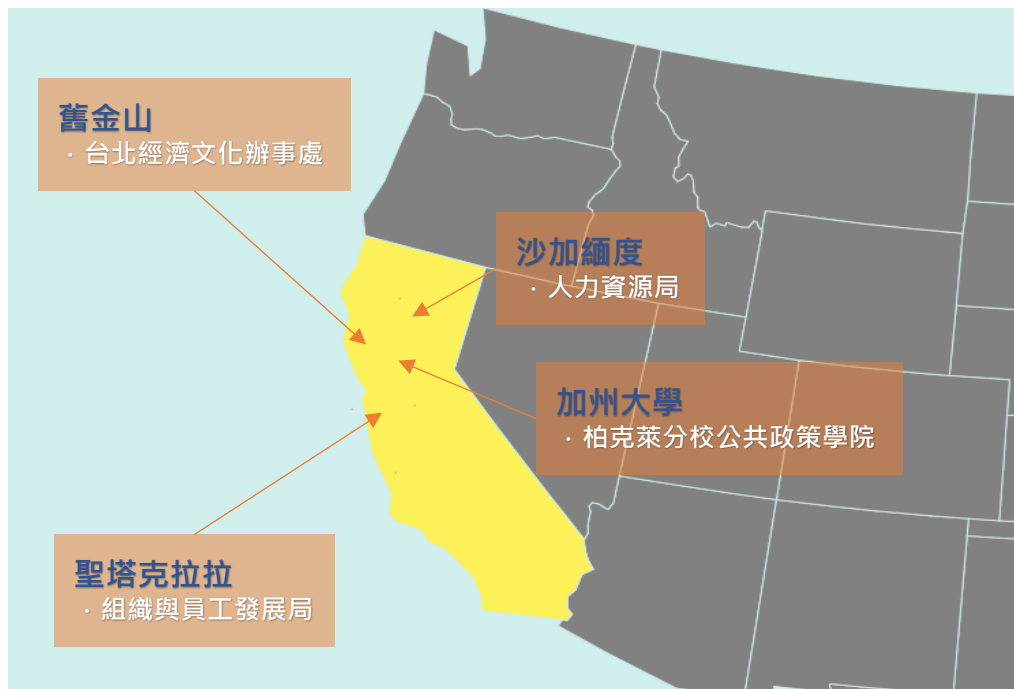 舊金山
· 台北經濟文化辦事處
沙加緬度
· 人力資源局
加州大學
· 柏克萊分校公共政策學院
聖塔克拉拉
· 組織與員工發展局